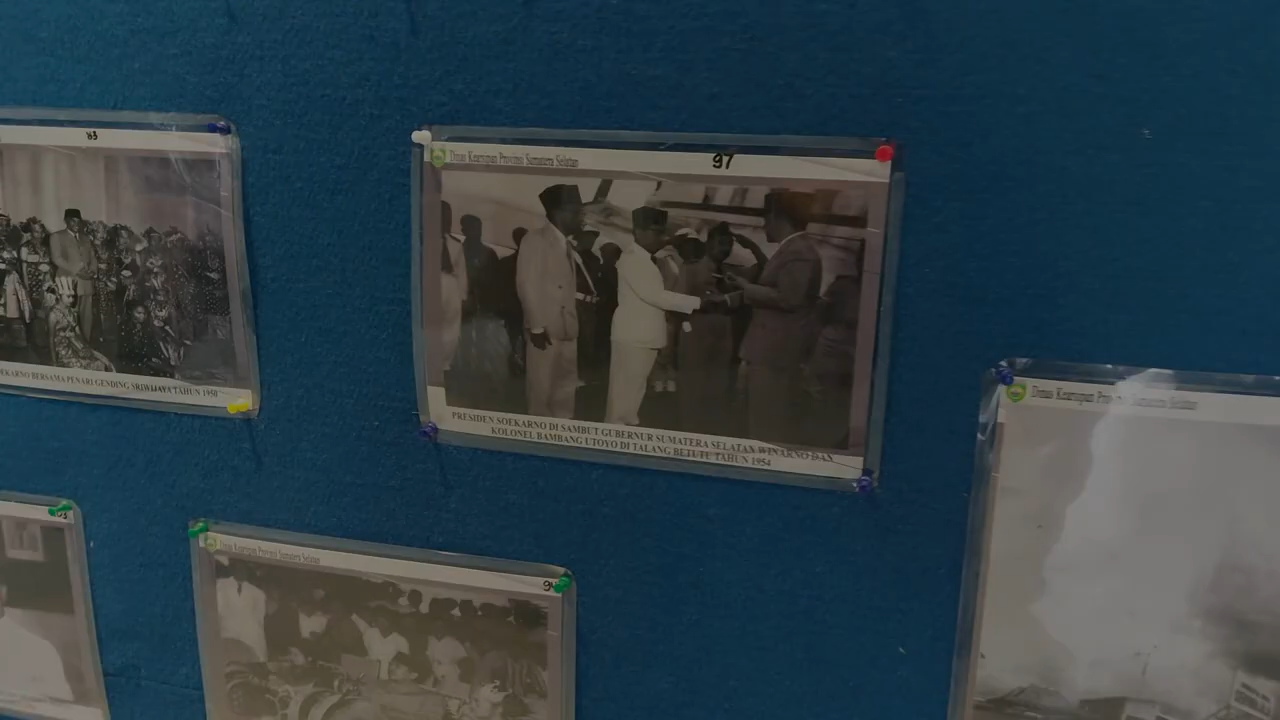 83
EKARNO BERSAMA PENARI GENDING SRIWIJAYA TAHUN 1950
Dinas Kearsipan Provinsi Sumatera Selatan
97
PRESIDEN SOEKARNO DI SAMBUT GUBERNUR SUMATERA SELATAN WINARNO DAN
KOLONEL BAMBANG UTOYO DI TALANG BETUTU TAHUN 1954
Dinas Kearsipan Provinsi Sumatera Selatan
Dinas Kearsipan Provinsi Sumatera Selatan